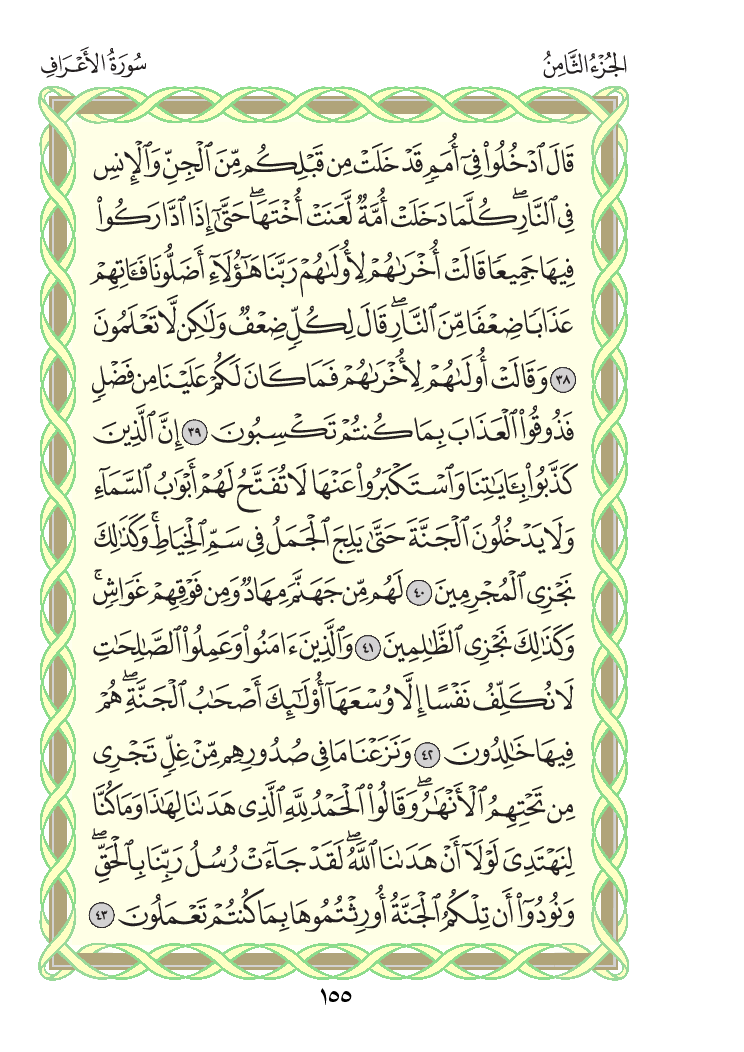 الجُزْءُ الثَّامِنُ
سُورَةُ الأَعْرَافِ
قَالَ ٱدْخُلُوا۟ فِىٓ أُمَمٍ قَدْ خَلَتْ مِن قَبْلِكُم مِّنَ ٱلْجِنِّ وَٱلْإِنسِ
فِى ٱلنَّارِ ۖ كُلَّمَا دَخَلَتْ أُمَّةٌ لَّعَنَتْ أُخْتَهَا ۖ حَتَّىٰٓ إِذَا ٱدَّارَكُوا۟
فِيهَا جَمِيعًا قَالَتْ أُخْرَىٰهُمْ لِأُولَىٰهُمْ رَبَّنَا هَٰٓؤُلَآءِ أَضَلُّونَا فَـَٔاتِهِمْ
عَذَابًا ضِعْفًا مِّنَ ٱلنَّارِ ۖ قَالَ لِكُلٍّ ضِعْفٌ وَلَٰكِن لَّا تَعْلَمُونَ
٣٨ وَقَالَتْ أُولَىٰهُمْ لِأُخْرَىٰهُمْ فَمَا كَانَ لَكُمْ عَلَيْنَا مِن فَضْلٍ
فَذُوقُوا۟ ٱلْعَذَابَ بِمَا كُنتُمْ تَكْسِبُونَ ٣٩ إِنَّ ٱلَّذِينَ
كَذَّبُوا۟ بِـَٔايَٰتِنَا وَٱسْتَكْبَرُوا۟ عَنْهَا لَا تُفَتَّحُ لَهُمْ أَبْوَٰبُ ٱلسَّمَآءِ
وَلَا يَدْخُلُونَ ٱلْجَنَّةَ حَتَّىٰ يَلِجَ ٱلْجَمَلُ فِى سَمِّ ٱلْخِيَاطِ ۚ وَكَذَٰلِكَ
نَجْزِى ٱلْمُجْرِمِينَ ٤٠ لَهُم مِّن جَهَنَّمَ مِهَادٌ وَمِن فَوْقِهِمْ غَوَاشٍ ۚ
وَكَذَٰلِكَ نَجْزِى ٱلظَّٰلِمِينَ ٤١ وَٱلَّذِينَ ءَامَنُوا۟ وَعَمِلُوا۟ ٱلصَّٰلِحَٰتِ
لَا نُكَلِّفُ نَفْسًا إِلَّا وُسْعَهَآ أُو۟لَٰٓئِكَ أَصْحَٰبُ ٱلْجَنَّةِ ۖ هُمْ
فِيهَا خَٰلِدُونَ ٤٢ وَنَزَعْنَا مَا فِى صُدُورِهِم مِّنْ غِلٍّ تَجْرِى
مِن تَحْتِهِمُ ٱلْأَنْهَٰرُ ۖ وَقَالُوا۟ ٱلْحَمْدُ لِلَّهِ ٱلَّذِى هَدَىٰنَا لِهَٰذَا وَمَا كُنَّا
لِنَهْتَدِىَ لَوْلَآ أَنْ هَدَىٰنَا ٱللَّهُ ۖ لَقَدْ جَآءَتْ رُسُلُ رَبِّنَا بِٱلْحَقِّ ۖ
وَنُودُوٓا۟ أَن تِلْكُمُ ٱلْجَنَّةُ أُورِثْتُمُوهَا بِمَا كُنتُمْ تَعْمَلُونَ ٤٣
١٥٥